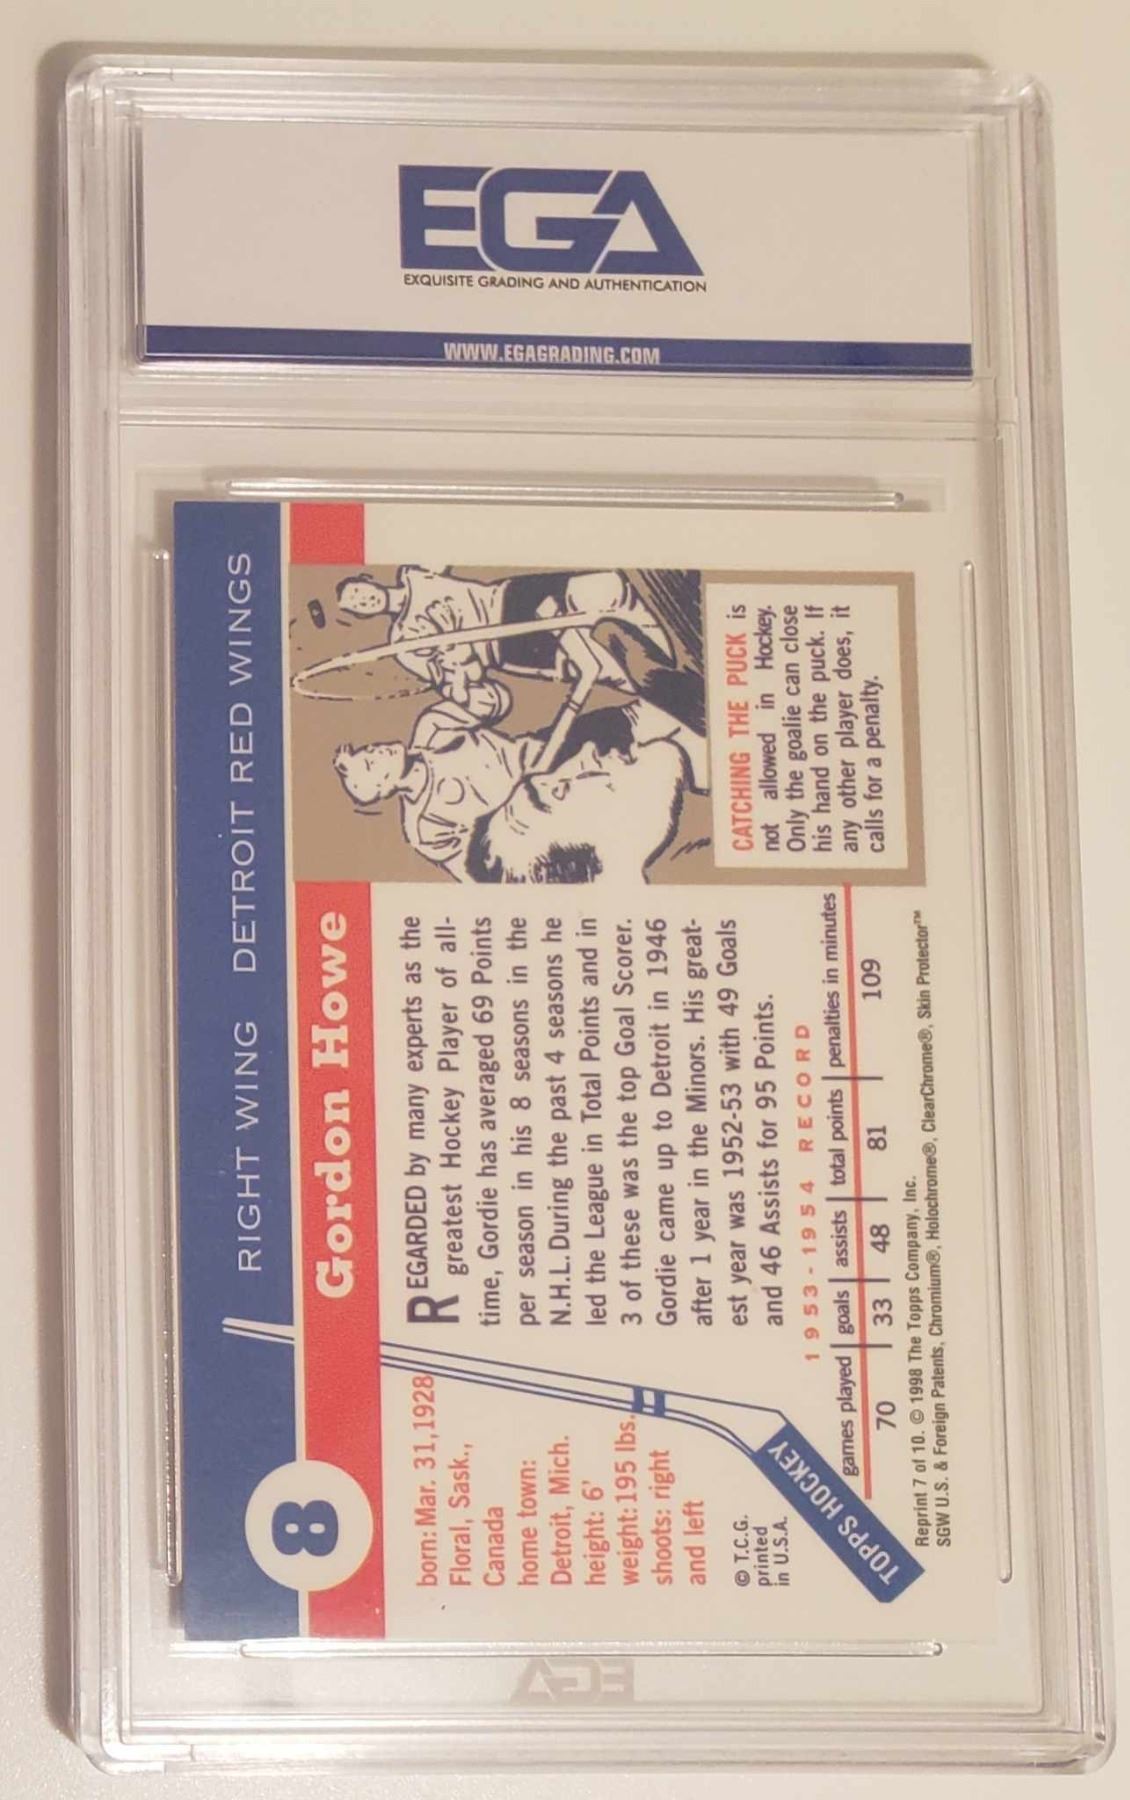 EGA
EXQUISITE GRADING AND AUTHENTICATION
WWW.EGAGRADING.COM
8
RIGHT WING DETROIT RED WINGS
Gordon Howe
born: Mar. 31,1928
Floral, Sask.,
Canada
home town:
Detroit, Mich.
height: 6'
weight:195 lbs.
shoots: right
and left
© T.C.G.
printed
in U.S.A.
TOPPS HOCKEY
REGARDED by many experts as the
greatest Hockey Player of all-
time, Gordie has averaged 69 Points
per season in his 8 seasons in the
N.H.L. During the past 4 seasons he
led the League in Total Points and in
3 of these was the top Goal Scorer.
Gordie came up to Detroit in 1946
after 1 year in the Minors. His great-
est year was 1952-53 with 49 Goals
and 46 Assists for 95 Points.
1953-1954 RECORD
games played goals assists total points penalties in minutes
70 33 48 81 109
CATCHING THE PUCK is
not allowed in Hockey.
Only the goalie can close
his hand on the puck. If
any other player does, it
calls for a penalty.
Reprint 7 of 10. © 1998 The Topps Company, Inc.
SGW U.S. & Foreign Patents, Chromium®, Holochrome®, ClearChrome®, Skin Protector™
EGA